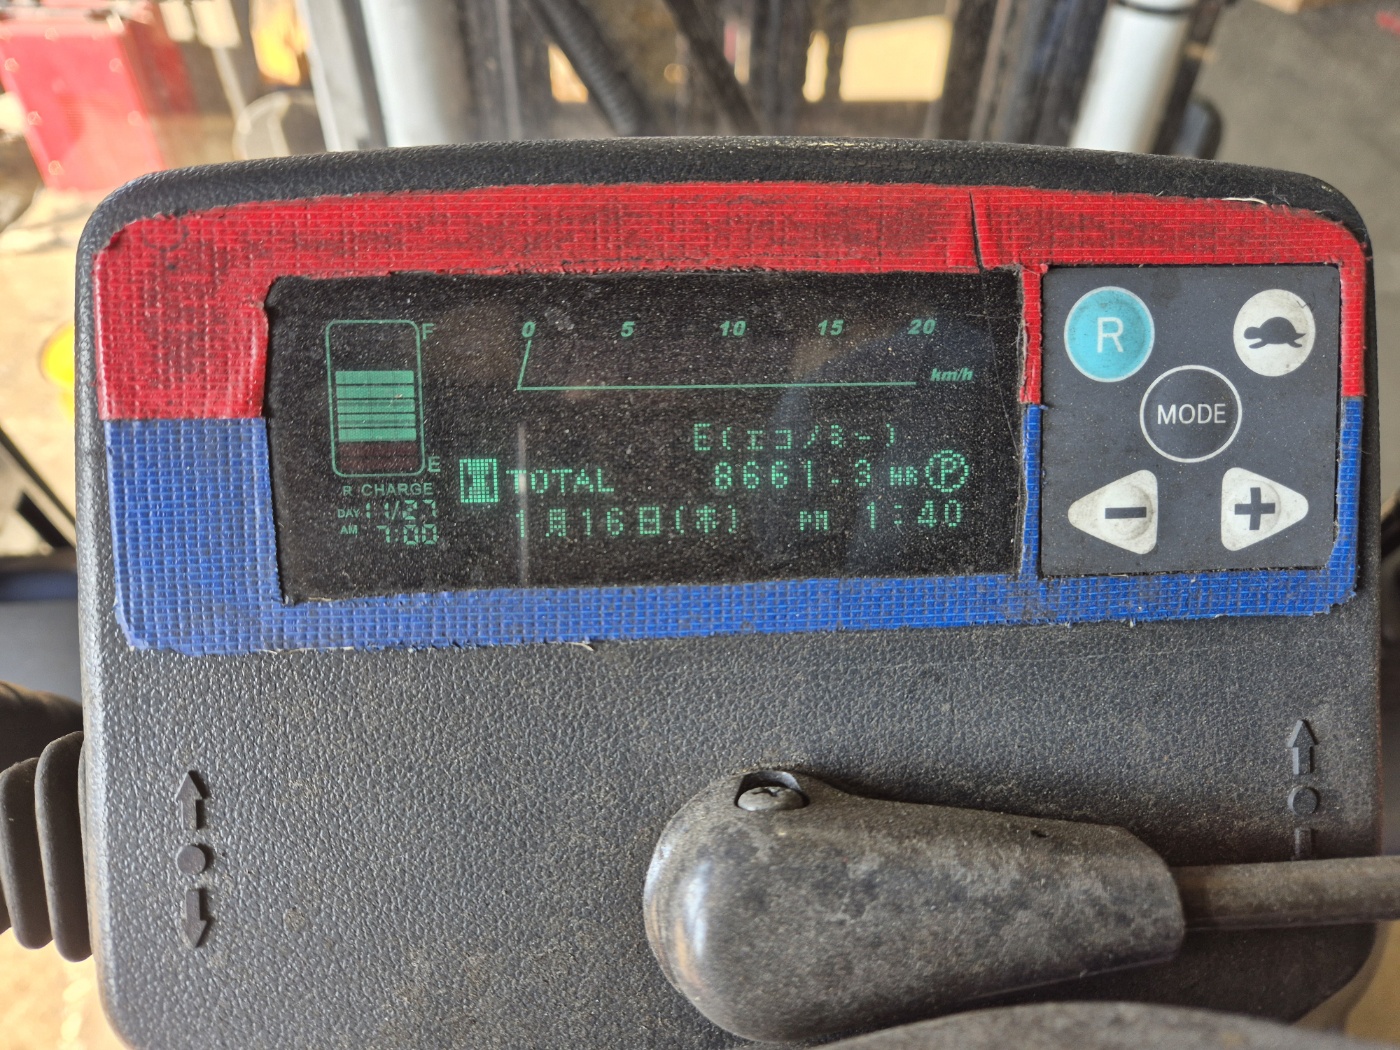 F
0 5 10 15 20
km/h
E(エコノミー)
E
TOTAL 8661.3 HR P
R CHARGE
DAY 11/27
AM 7:00
1月16日(木) PM 1:40
R
MODE
- +